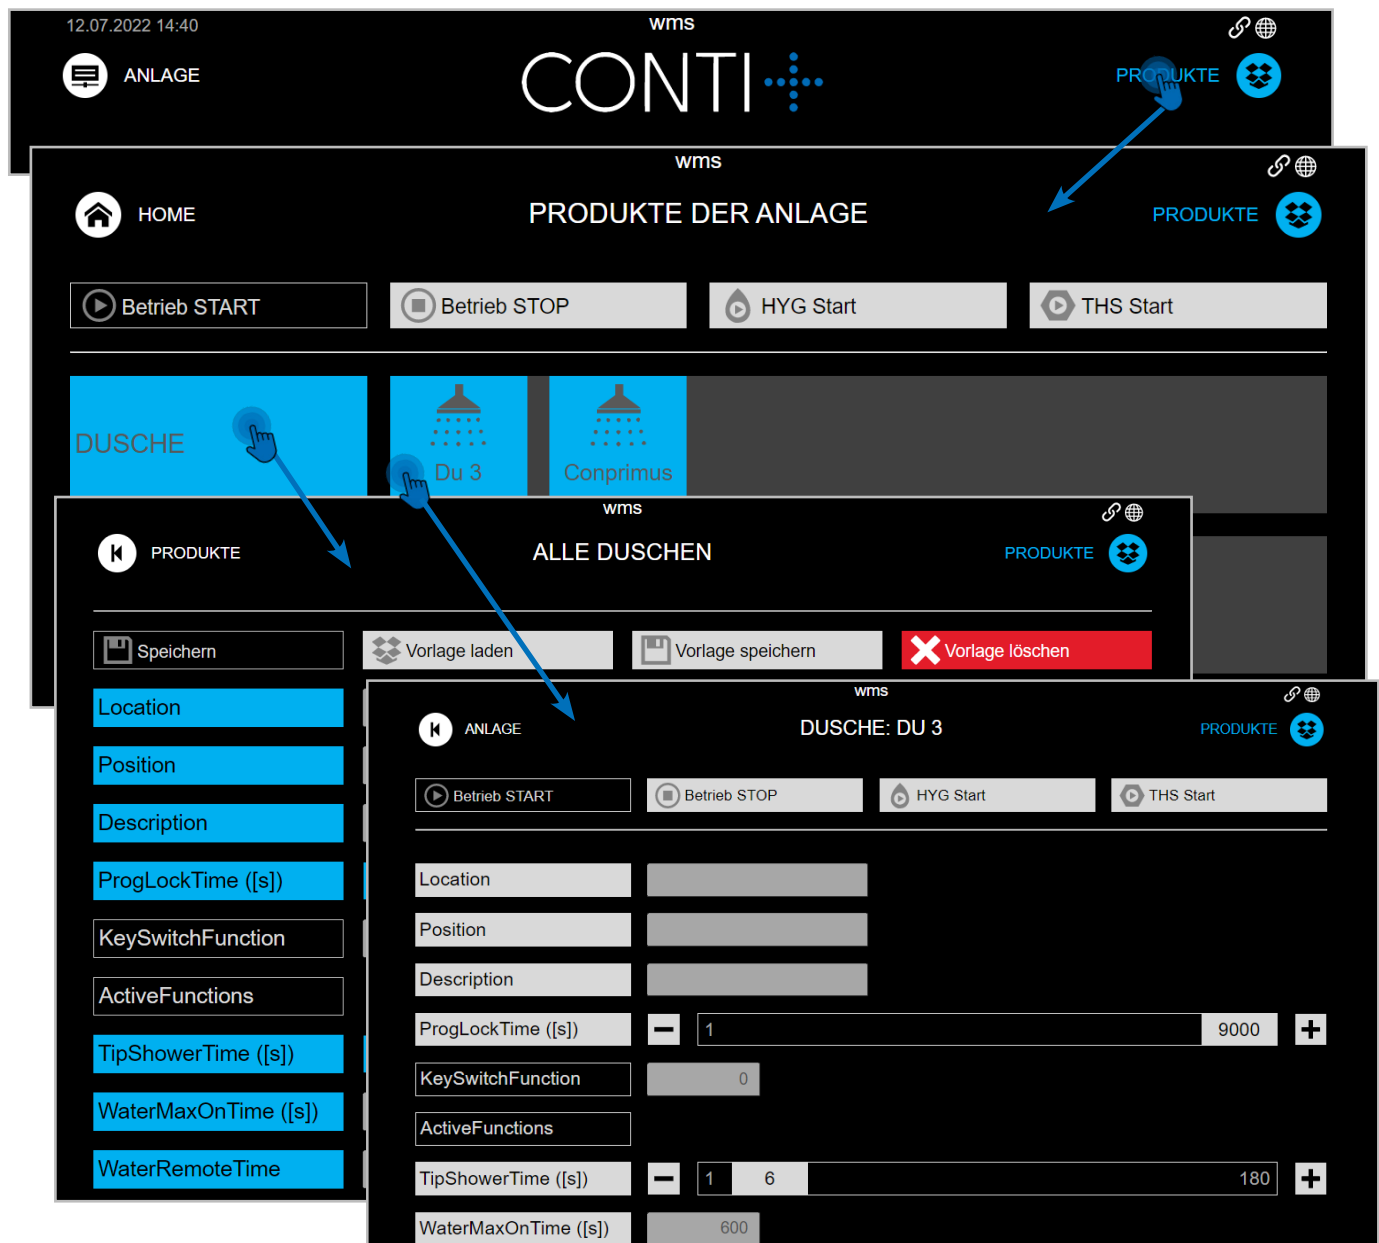 12.07.2022 14:40
wms
ANLAGE
CONTI
PRODUKTE
wms
HOME
PRODUKTE DER ANLAGE
PRODUKTE
Betrieb START
Betrieb STOP
HYG Start
THS Start
DUSCHE
Du 3
Conprimus
wms
PRODUKTE
ALLE DUSCHEN
PRODUKTE
Speichern
Vorlage laden
Vorlage speichern
Vorlage löschen
Location
Position
Description
ProgLockTime ([s])
KeySwitchFunction
ActiveFunctions
TipShowerTime ([s])
WaterMaxOnTime ([s])
WaterRemoteTime
wms
ANLAGE
DUSCHE: DU 3
PRODUKTE
Betrieb START
Betrieb STOP
HYG Start
THS Start
Location
Position
Description
ProgLockTime ([s])
1
9000
KeySwitchFunction
0
ActiveFunctions
TipShowerTime ([s])
1
6
180
WaterMaxOnTime ([s])
600